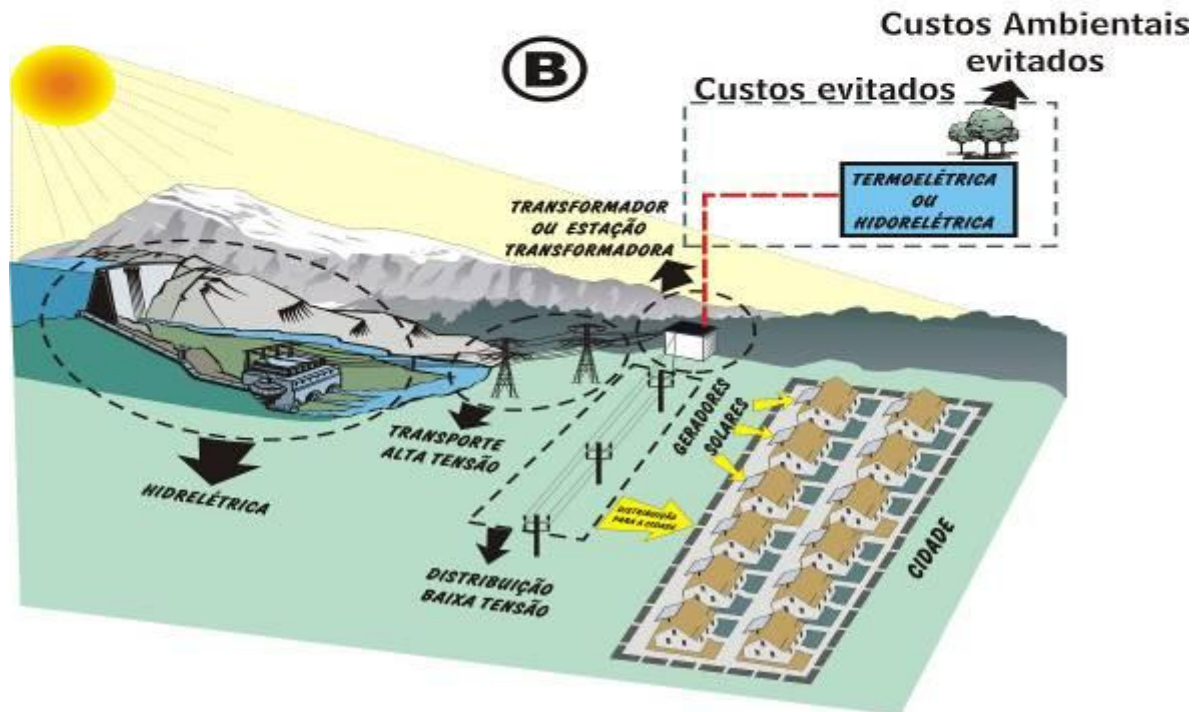 B
Custos Ambientais
evitados
Custos evitados
TERMOELÉTRICA
OU
HIDORELÉTRICA
TRANSFORMADOR
OU ESTAÇÃO
TRANSFORMADORA
TRANSPORTE
ALTA TENSÃO
HIDRELÉTRICA
GERADORES
SOLARES
DISTRIBUIÇÃO
PARA A CIDADE
DISTRIBUIÇÃO
BAIXA TENSÃO
CIDADE